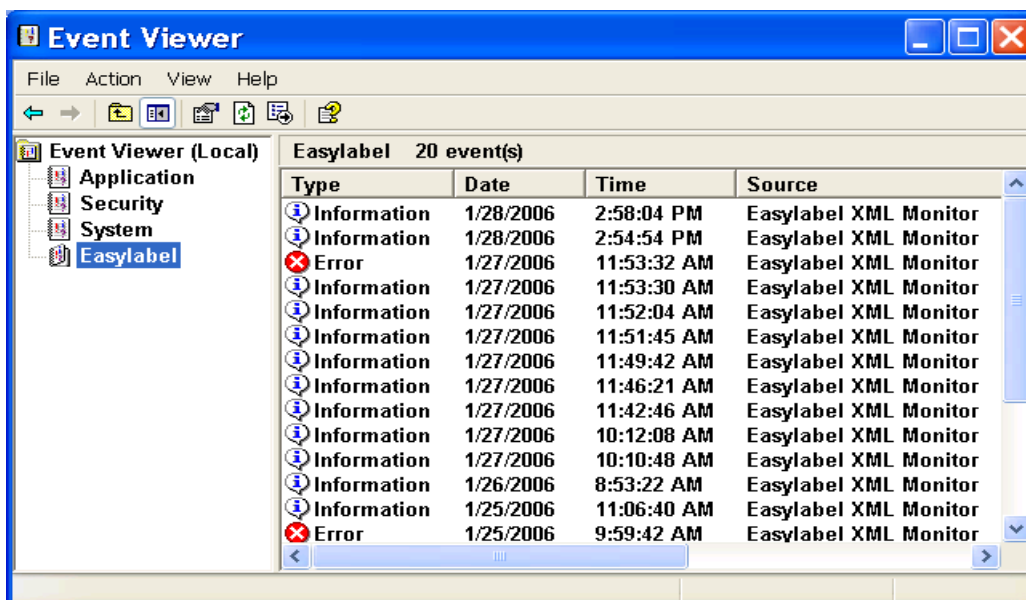 Event Viewer
File Action View Help
Event Viewer (Local)
Application
Security
System
Easylabel
Easylabel 20 event(s)
Type Date Time Source
Information 1/28/2006 2:58:04 PM Easylabel XML Monitor
Information 1/28/2006 2:54:54 PM Easylabel XML Monitor
Error 1/27/2006 11:53:32 AM Easylabel XML Monitor
Information 1/27/2006 11:53:30 AM Easylabel XML Monitor
Information 1/27/2006 11:52:04 AM Easylabel XML Monitor
Information 1/27/2006 11:51:45 AM Easylabel XML Monitor
Information 1/27/2006 11:49:42 AM Easylabel XML Monitor
Information 1/27/2006 11:46:21 AM Easylabel XML Monitor
Information 1/27/2006 11:42:46 AM Easylabel XML Monitor
Information 1/27/2006 10:12:08 AM Easylabel XML Monitor
Information 1/27/2006 10:10:48 AM Easylabel XML Monitor
Information 1/26/2006 8:53:22 AM Easylabel XML Monitor
Information 1/25/2006 11:06:40 AM Easylabel XML Monitor
Error 1/25/2006 9:59:42 AM Easylabel XML Monitor